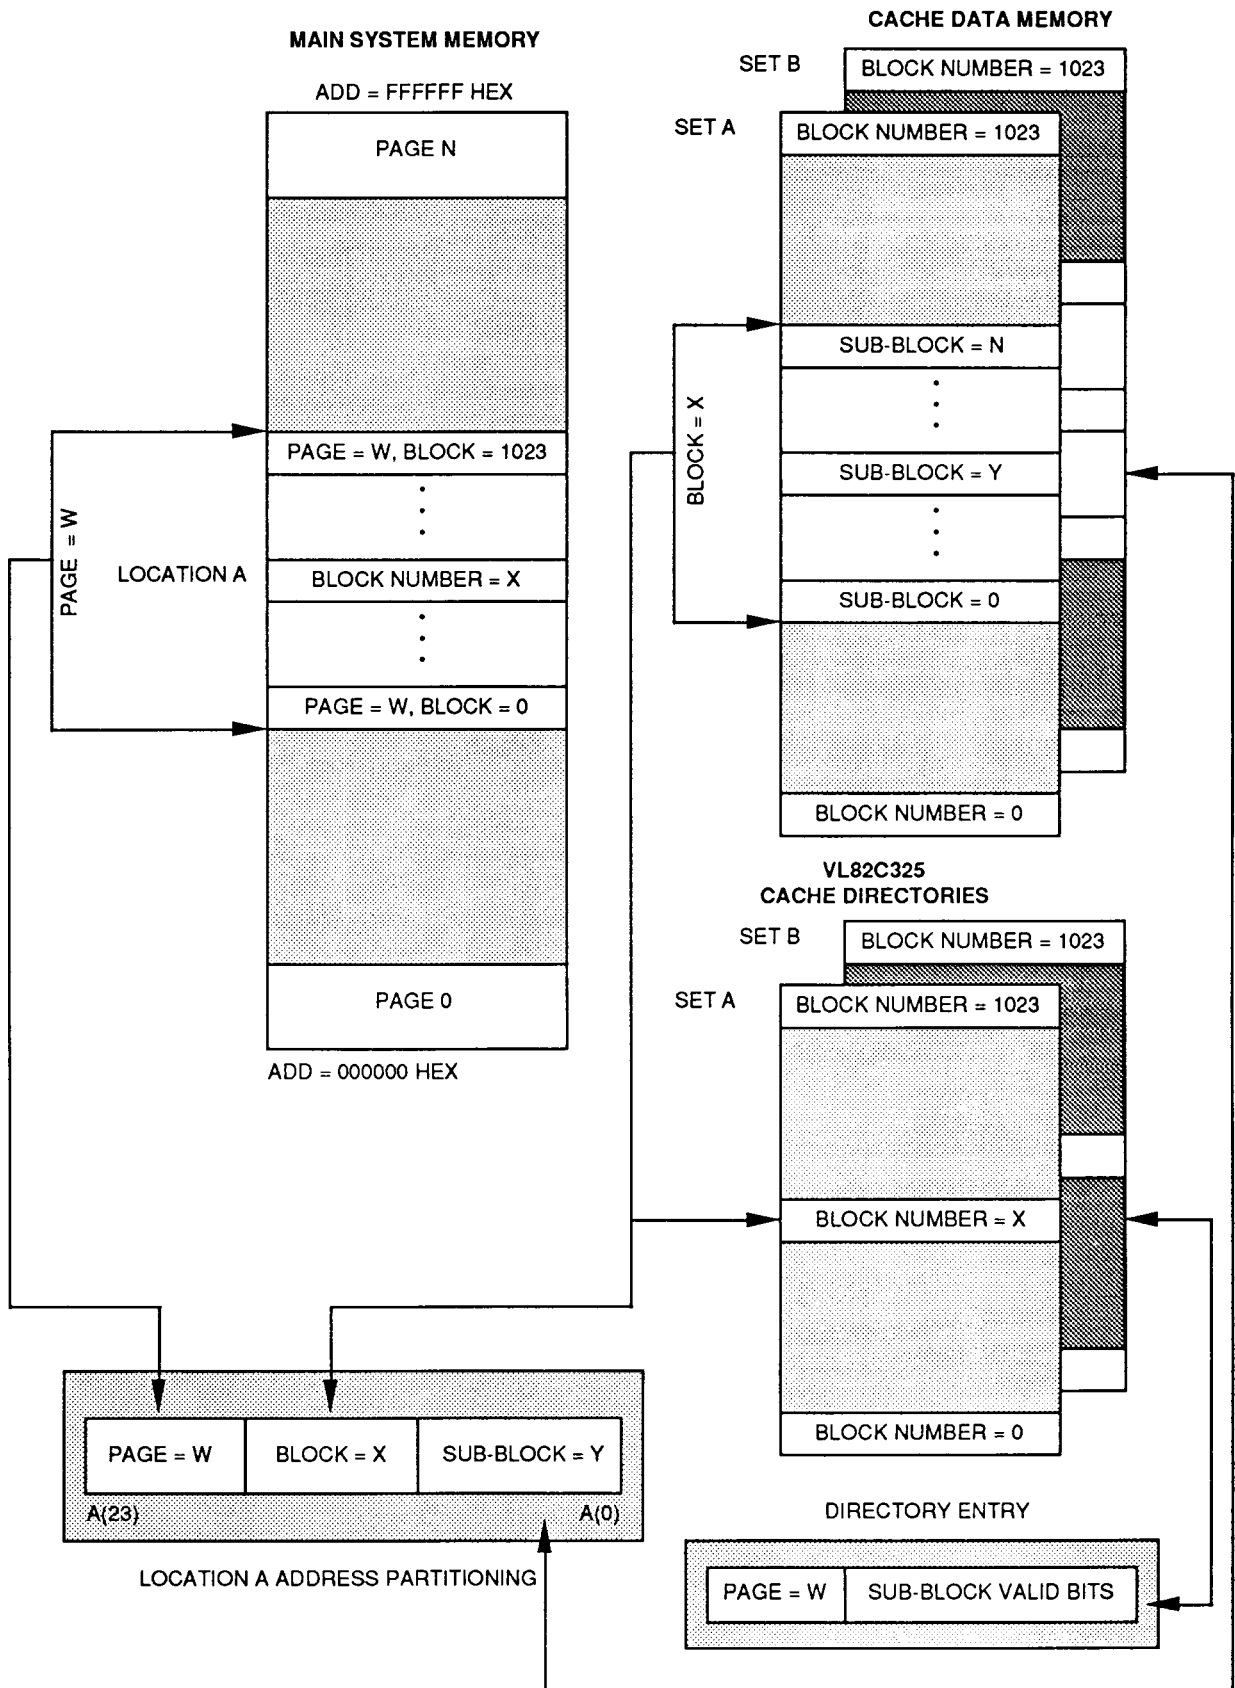 MAIN SYSTEM MEMORY
ADD = FFFFFF HEX
PAGE N
PAGE = W, BLOCK = 1023
PAGE = W
LOCATION A
BLOCK NUMBER = X
PAGE = W, BLOCK = 0
PAGE 0
ADD = 000000 HEX
CACHE DATA MEMORY
SET B
BLOCK NUMBER = 1023
SET A
BLOCK NUMBER = 1023
SUB-BLOCK = N
BLOCK = X
SUB-BLOCK = Y
SUB-BLOCK = 0
BLOCK NUMBER = 0
VL82C325
CACHE DIRECTORIES
SET B
BLOCK NUMBER = 1023
SET A
BLOCK NUMBER = 1023
BLOCK NUMBER = X
BLOCK NUMBER = 0
PAGE = W BLOCK = X SUB-BLOCK = Y
A(23) A(0)
LOCATION A ADDRESS PARTITIONING
DIRECTORY ENTRY
PAGE = W SUB-BLOCK VALID BITS